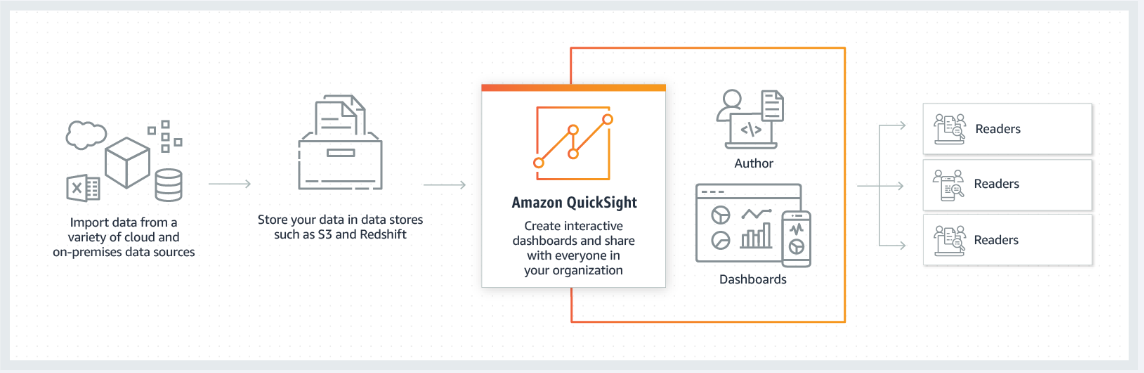 Import data from a
variety of cloud and
on-premises data sources
Store your data in data stores
such as S3 and Redshift
Amazon QuickSight
Create interactive
dashboards and share
with everyone in
your organization
Author
Dashboards
Readers
Readers
Readers